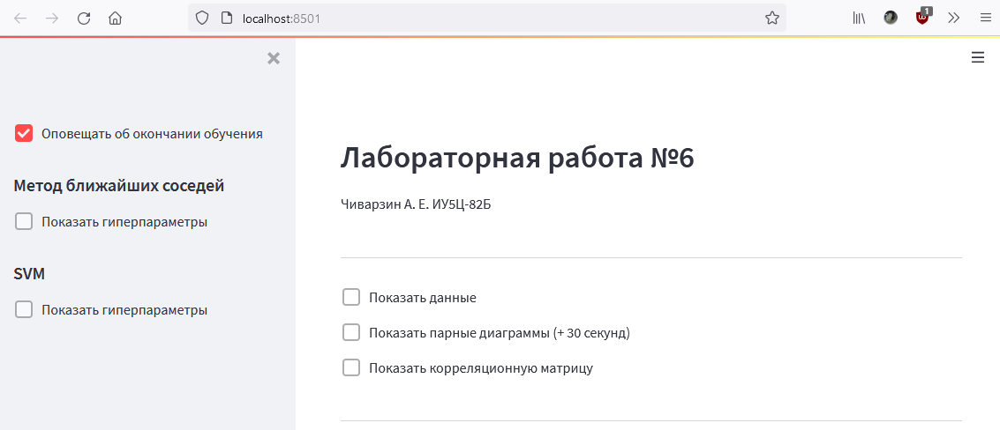 localhost:8501
1
Оповещать об окончании обучения
Метод ближайших соседей
Показать гиперпараметры
SVM
Показать гиперпараметры
Лабораторная работа №6
Чиварзин А. Е. ИУ5Ц-82Б
Показать данные
Показать парные диаграммы (+ 30 секунд)
Показать корреляционную матрицу